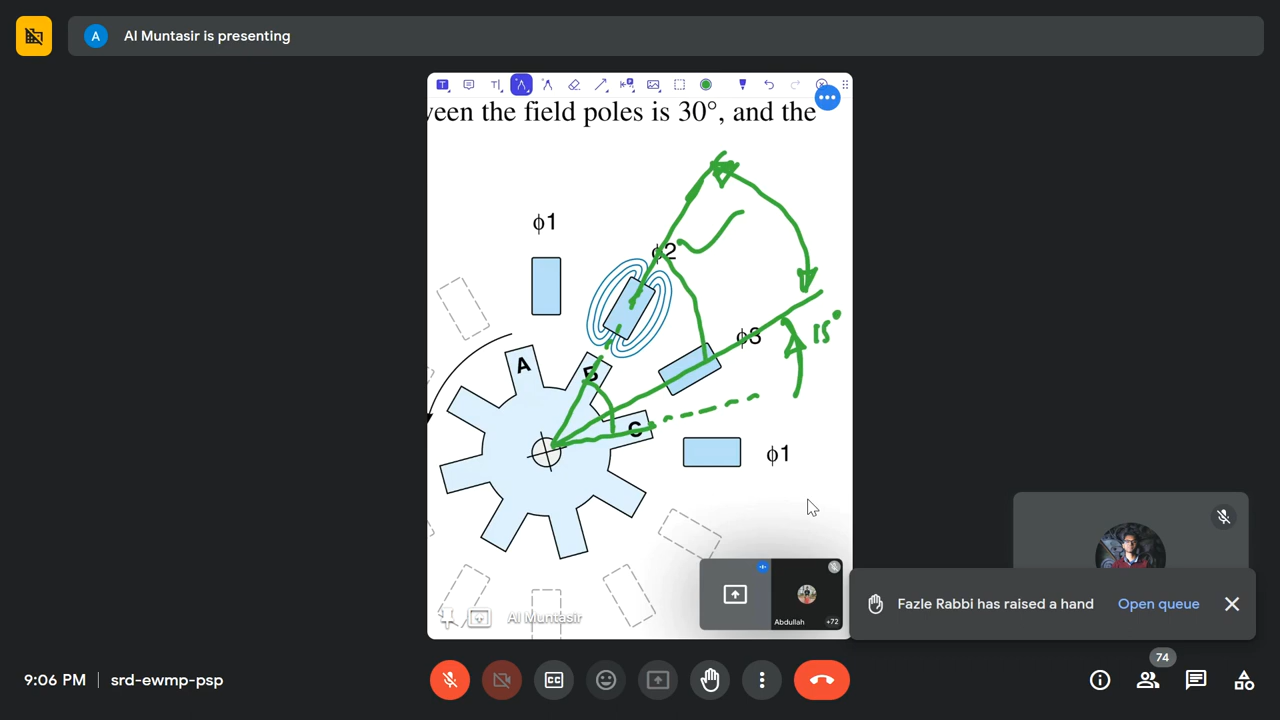 A
Al Muntasir is presenting
T
T
veen the field poles is 30°, and the
ϕ1
ϕ2
ϕ3
15°
A
B
C
ϕ1
Al Muntasir
Abdullah
+72
Fazle Rabbi has raised a hand
Open queue
9:06 PM
srd-ewmp-psp
CC
74